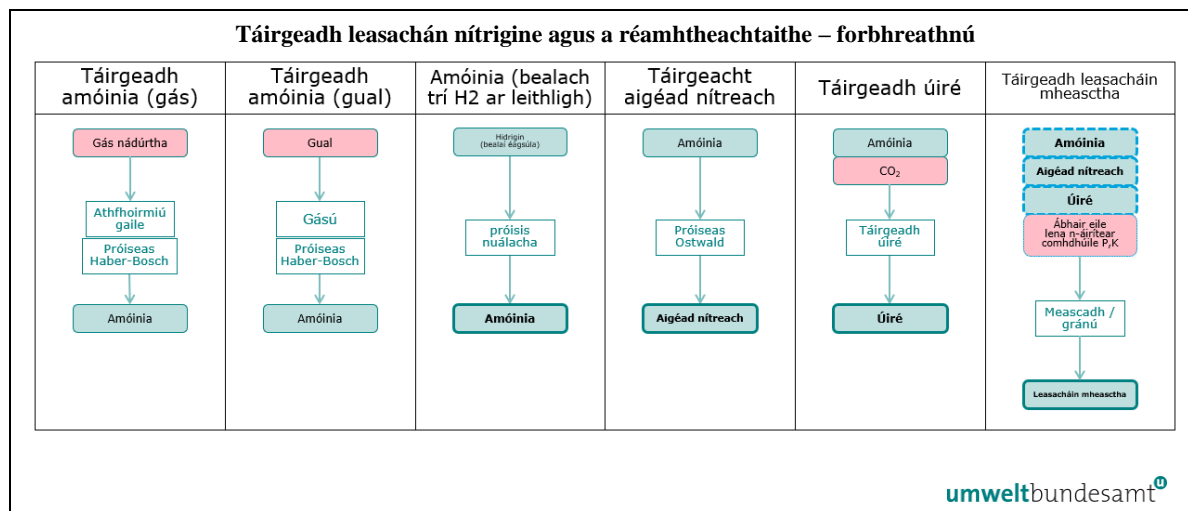 Táirgeadh leasachán nítrigine agus a réamhtheachtaithe – forbhreathnú
Táirgeadh
amóinia (gás)
Gás nádúrtha
Athfhoirmiú
gaile
Próiseas
Haber-Bosch
Amóinia
Táirgeadh
amóinia (gual)
Gual
Gású
Próiseas
Haber-Bosch
Amóinia
Amóinia (bealach
trí H2 ar leithligh)
Hidrigin
(bealaí éagsúla)
próisis
nuálacha
Amóinia
Táirgeacht
aigéad nítreach
Amóinia
Próiseas
Ostwald
Aigéad nítreach
Táirgeadh úiré
Amóinia
CO₂
Táirgeadh
úiré
Úiré
Táirgeadh leasacháin
mheasctha
Amóinia
Aigéad nítreach
Úiré
Ábhair eile
lena n-áirítear
comhdhúile P,K
Meascadh /
gránú
Leasacháin mheasctha
umweltbundesamt